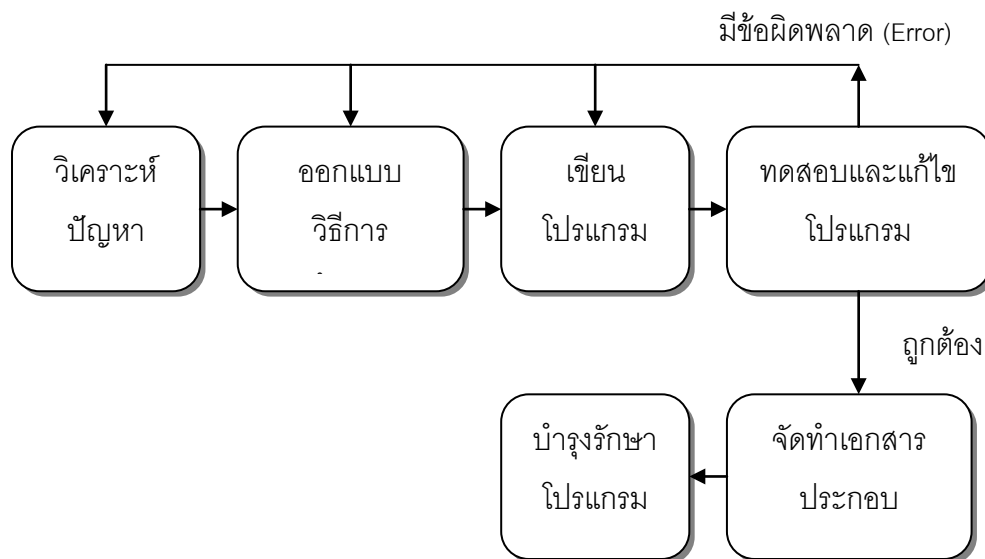 มีข้อผิดพลาด (Error)
วิเคราะห์
ปัญหา
ออกแบบ
วิธีการ
เขียน
โปรแกรม
ทดสอบและแก้ไข
โปรแกรม
ถูกต้อง
บำรุงรักษา
โปรแกรม
จัดทำเอกสาร
ประกอบ